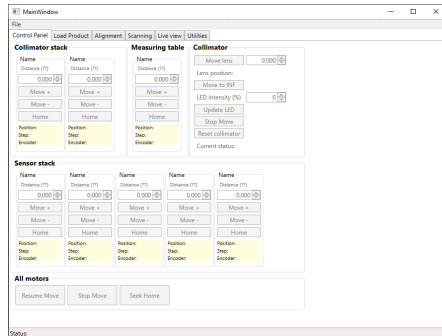 MainWindow
File
Control Panel Load Product Alignment Scanning Live view Utilities
Collimator stack Measuring table Collimator
Name Name Name Move lens 0,000
Distance (??) Distance (??) Distance (??) Lens position:
0,000 0,000 0,000 Move to INF
Move + Move + Move + LED Intensity (%) 0
Move - Move - Move - Update LED
Home Home Home Stop Move
Position: Position: Position: Reset collimator
Step: Step: Step: Current status:
Encoder: Encoder: Encoder:
Sensor stack
Name Name Name Name Name
Distance (??) Distance (??) Distance (??) Distance (??) Distance (??)
0,000 0,000 0,000 0,000 0,000
Move + Move + Move + Move + Move +
Move - Move - Move - Move - Move -
Home Home Home Home Home
Position: Position: Position: Position: Position:
Step: Step: Step: Step: Step:
Encoder: Encoder: Encoder: Encoder: Encoder:
All motors
Resume Move Stop Move Seek Home
Status: